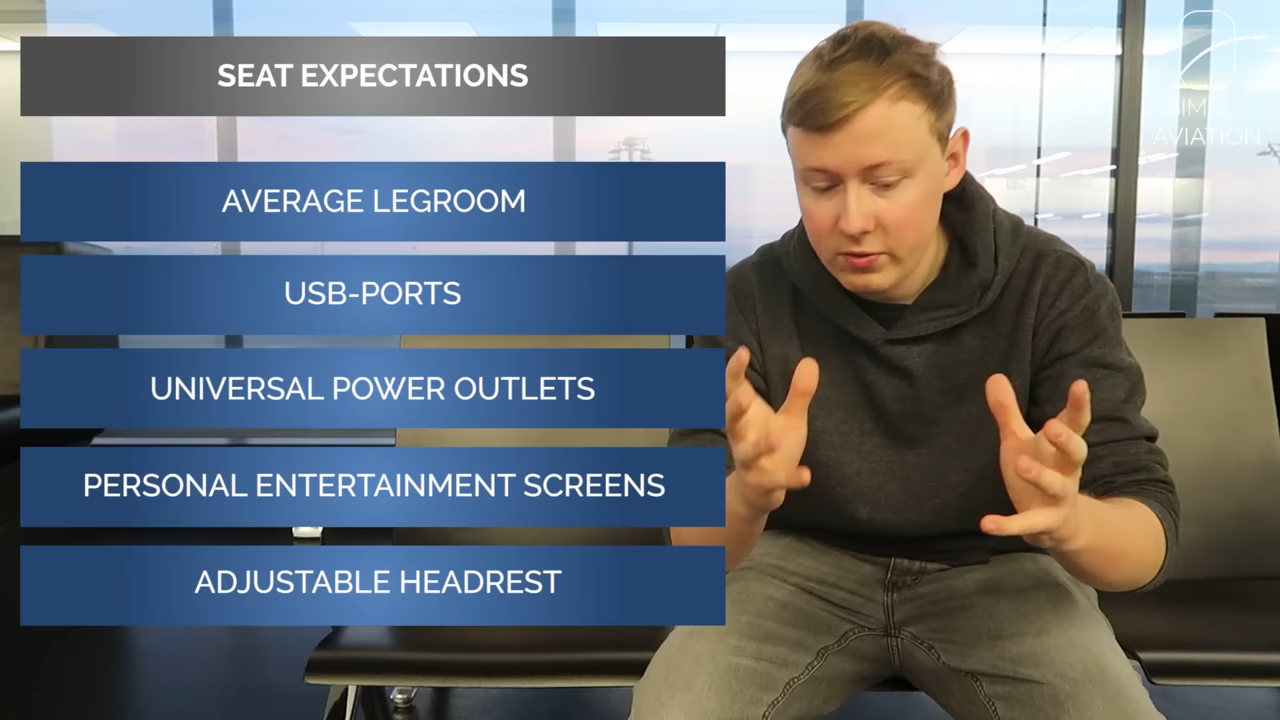 SEAT EXPECTATIONS
AVERAGE LEGROOM
USB-PORTS
UNIVERSAL POWER OUTLETS
PERSONAL ENTERTAINMENT SCREENS
ADJUSTABLE HEADREST
AVIATION